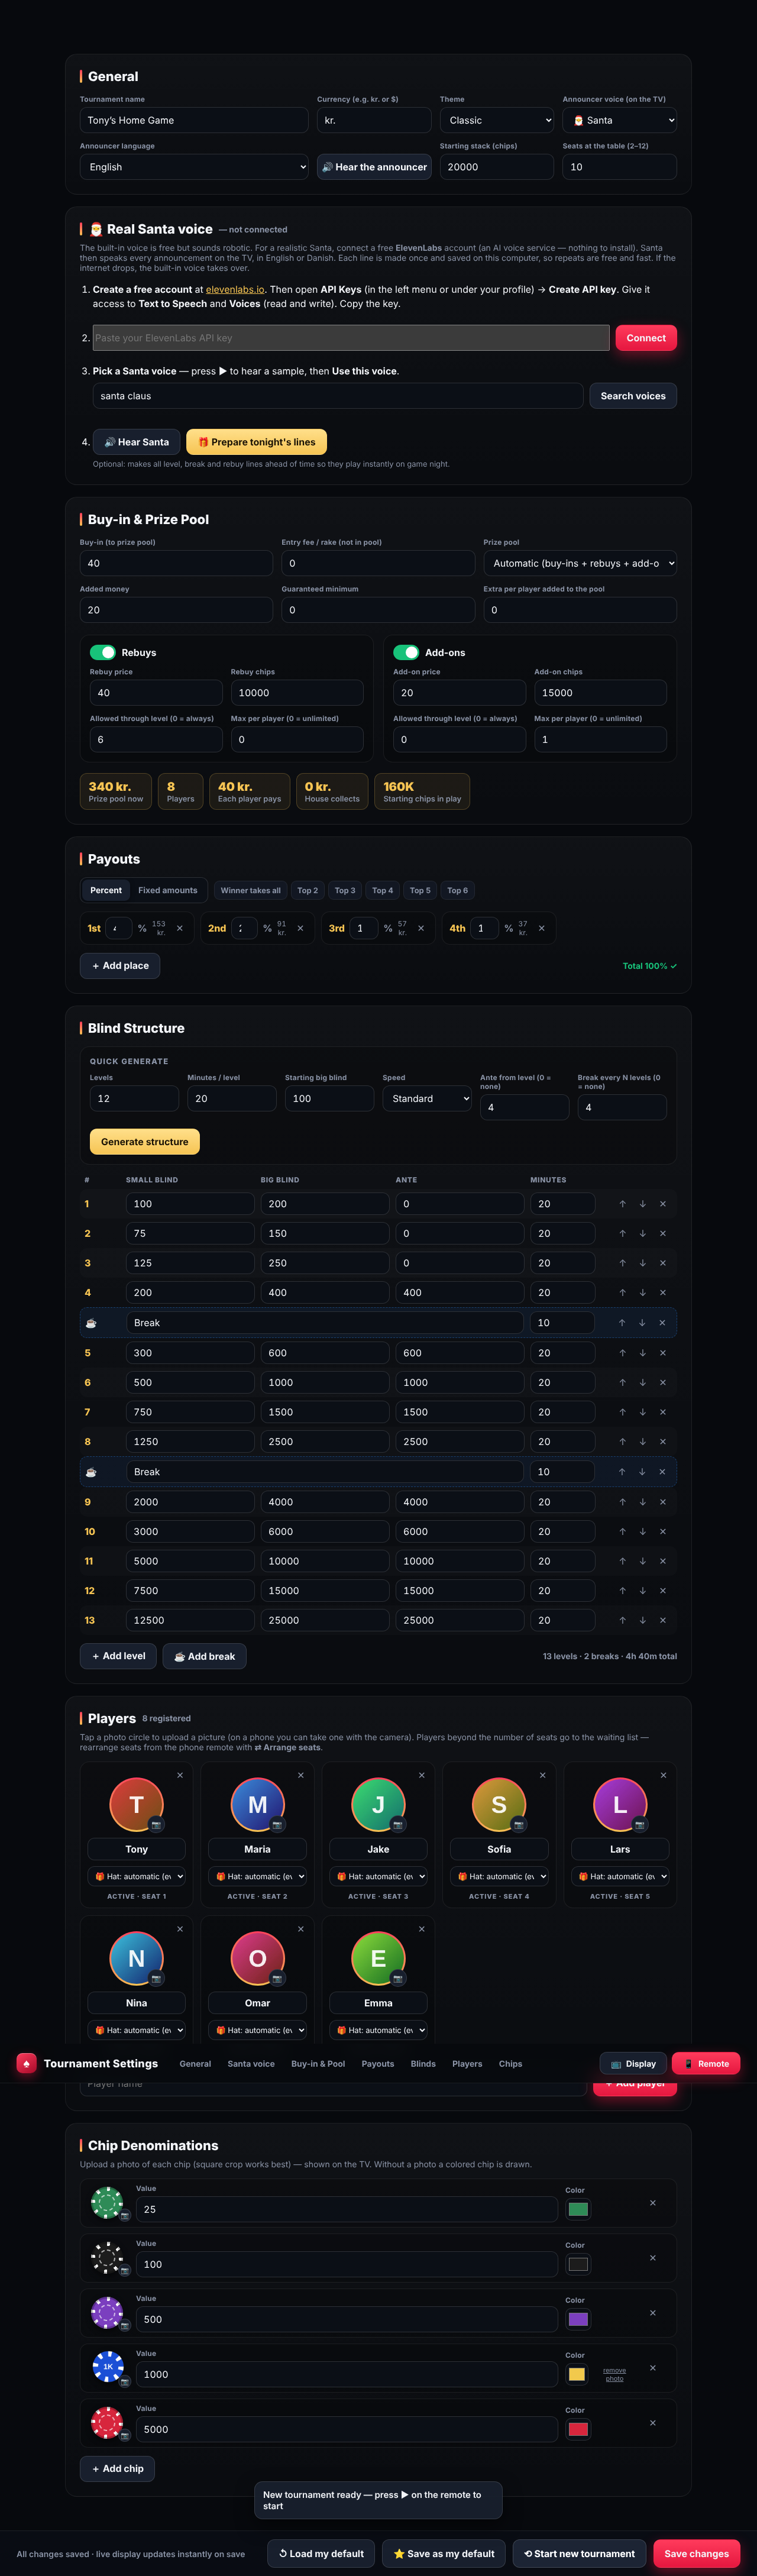 General
Tournament name
Currency (e.g. kr. or $)
Theme
Announcer voice (on the TV)
Tony's Home Game
kr.
Classic
🎅 Santa
Announcer language
Starting stack (chips)
Seats at the table (2–12)
English
🔊 Hear the announcer
20000
10
🎅 Real Santa voice — not connected
The built-in voice is free but sounds robotic. For a realistic Santa, connect a free ElevenLabs account (an AI voice service — nothing to install). Santa
then speaks every announcement on the TV, in English or Danish. Each line is made once and saved on this computer, so repeats are free and fast. If the
internet drops, the built-in voice takes over.
1. Create a free account at elevenlabs.io. Then open API Keys (in the left menu or under your profile) → Create API key. Give it
access to Text to Speech and Voices (read and write). Copy the key.
2. Paste your ElevenLabs API key
Connect
3. Pick a Santa voice — press ▶ to hear a sample, then Use this voice.
santa claus
Search voices
4. 🔊 Hear Santa
🎁 Prepare tonight's lines
Optional: makes all level, break and rebuy lines ahead of time so they play instantly on game night.
Buy-in & Prize Pool
Buy-in (to prize pool)
Entry fee / rake (not in pool)
Prize pool
40
0
Automatic (buy-ins + rebuys + add-o
Added money
Guaranteed minimum
Extra per player added to the pool
20
0
0
Rebuys
Add-ons
Rebuy price
Rebuy chips
Add-on price
Add-on chips
40
10000
20
15000
Allowed through level (0 = always)
Max per player (0 = unlimited)
Allowed through level (0 = always)
Max per player (0 = unlimited)
6
0
0
1
340 kr.
8
40 kr.
0 kr.
160K
Prize pool now
Players
Each player pays
House collects
Starting chips in play
Payouts
Percent
Fixed amounts
Winner takes all
Top 2
Top 3
Top 4
Top 5
Top 6
1st
%
153
kr.
✕
2nd
%
91
kr.
✕
3rd
1
%
57
kr.
✕
4th
1
%
37
kr.
✕
+ Add place
Total 100% ✓
Blind Structure
QUICK GENERATE
Levels
Minutes / level
Starting big blind
Speed
Ante from level (0 =
none)
Break every N levels (0
= none)
12
20
100
Standard
4
4
Generate structure
# SMALL BLIND BIG BLIND ANTE MINUTES
1 100 200 0 20 ↑ ↓ ✕
2 75 150 0 20 ↑ ↓ ✕
3 125 250 0 20 ↑ ↓ ✕
4 200 400 400 20 ↑ ↓ ✕
☕ Break 10 ↑ ↓ ✕
5 300 600 600 20 ↑ ↓ ✕
6 500 1000 1000 20 ↑ ↓ ✕
7 750 1500 1500 20 ↑ ↓ ✕
8 1250 2500 2500 20 ↑ ↓ ✕
☕ Break 10 ↑ ↓ ✕
9 2000 4000 4000 20 ↑ ↓ ✕
10 3000 6000 6000 20 ↑ ↓ ✕
11 5000 10000 10000 20 ↑ ↓ ✕
12 7500 15000 15000 20 ↑ ↓ ✕
13 12500 25000 25000 20 ↑ ↓ ✕
+ Add level
☕ Add break
13 levels · 2 breaks · 4h 40m total
Players 8 registered
Tap a photo circle to upload a picture (on a phone you can take one with the camera). Players beyond the number of seats go to the waiting list —
rearrange seats from the phone remote with ⇄ Arrange seats.
T
M
J
S
L
Tony
Maria
Jake
Sofia
Lars
🎁 Hat: automatic (ev
🎁 Hat: automatic (ev
🎁 Hat: automatic (ev
🎁 Hat: automatic (ev
🎁 Hat: automatic (ev
ACTIVE · SEAT 1
ACTIVE · SEAT 2
ACTIVE · SEAT 3
ACTIVE · SEAT 4
ACTIVE · SEAT 5
N
O
E
Nina
Omar
Emma
🎁 Hat: automatic (ev
🎁 Hat: automatic (ev
🎁 Hat: automatic (ev
Tournament Settings
General
Santa voice
Buy-in & Pool
Payouts
Blinds
Players
Chips
📺 Display
📱 Remote
Player name
+ Add player
Chip Denominations
Upload a photo of each chip (square crop works best) — shown on the TV. Without a photo a colored chip is drawn.
Value
Color
25
✕
Value
Color
100
✕
Value
Color
500
✕
1K
Value
Color
1000
remove
photo
✕
Value
Color
5000
✕
+ Add chip
New tournament ready — press ▶ on the remote to
start
All changes saved · live display updates instantly on save
↺ Load my default
⭐ Save as my default
⟲ Start new tournament
Save changes